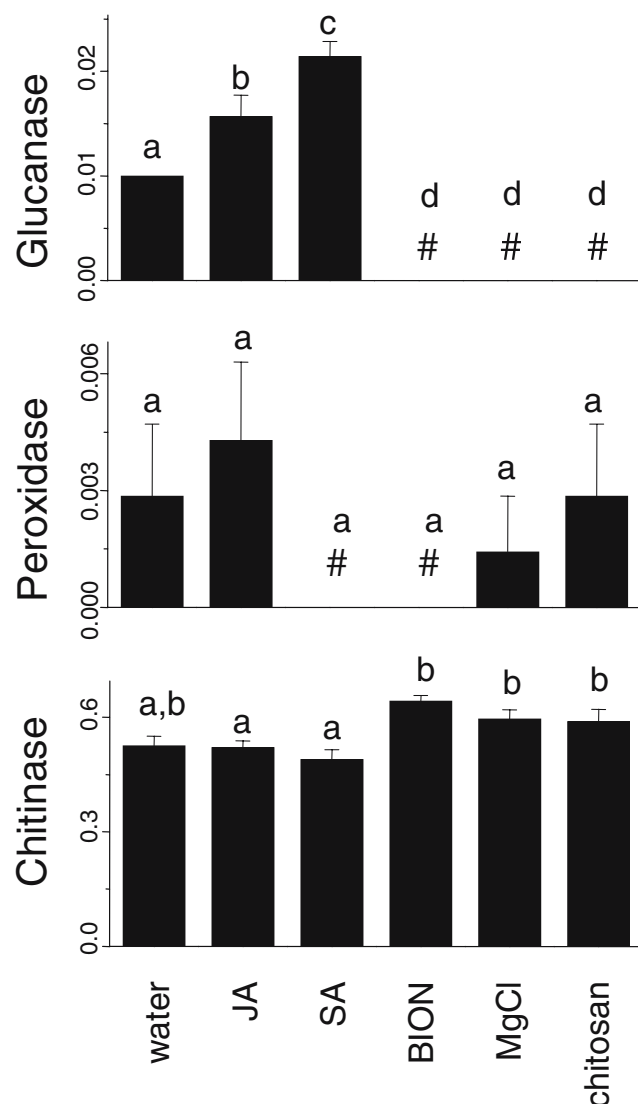 Glucanase
0.02
0.01
0.00
a
b
c
d
d
d
#
#
#
Peroxidase
0.006
0.003
0.000
a
a
a
a
a
a
#
#
Chitinase
0.6
0.3
0.0
a,b
a
a
b
b
b
water
JA
SA
BION
MgCl
chitosan